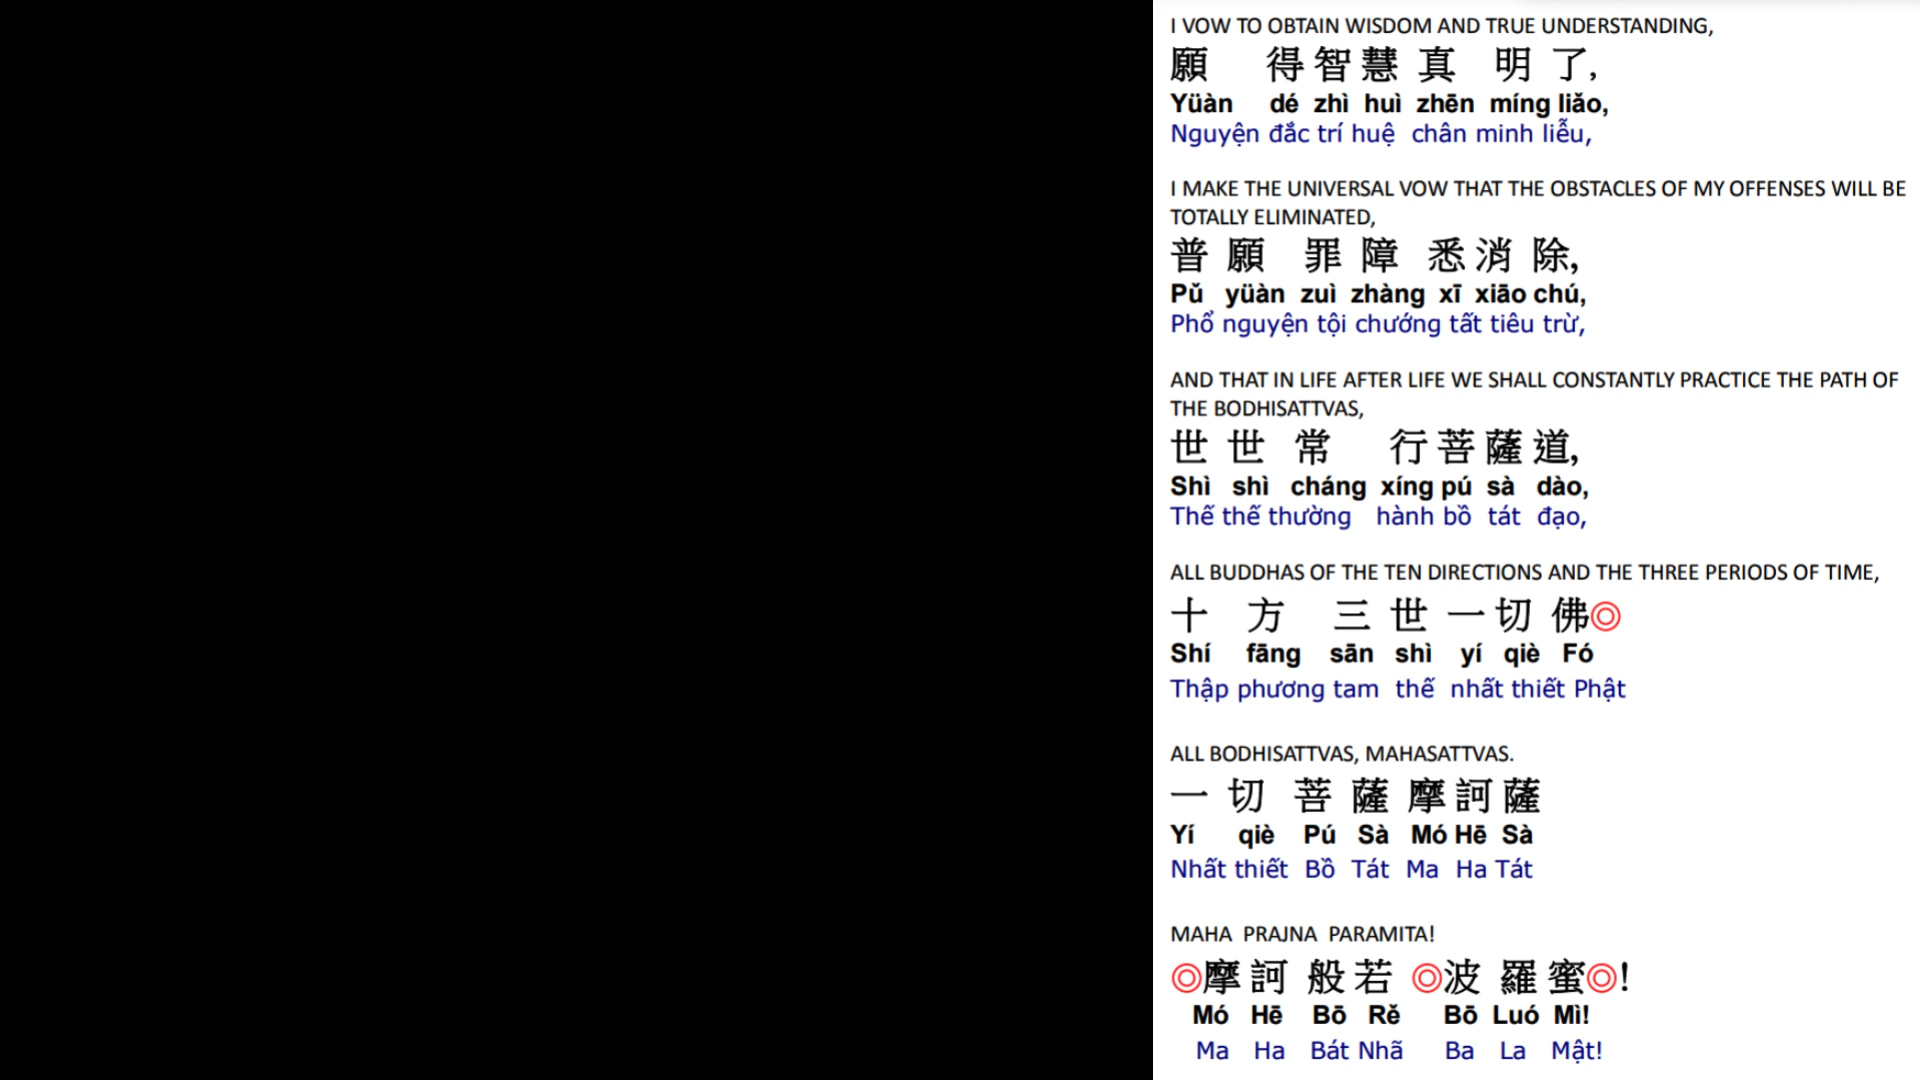 I VOW TO OBTAIN WISDOM AND TRUE UNDERSTANDING,
願 得 智 慧 真 明 了,
Yüàn dé zhì huì zhēn míng liǎo,
Nguyện đắc trí huệ chân minh liễu,
I MAKE THE UNIVERSAL VOW THAT THE OBSTACLES OF MY OFFENSES WILL BE
TOTALLY ELIMINATED,
普 願 罪 障 悉 消 除,
Pǔ yüàn zuì zhàng xī xiāo chú,
Phổ nguyện tội chướng tất tiêu trừ,
AND THAT IN LIFE AFTER LIFE WE SHALL CONSTANTLY PRACTICE THE PATH OF
THE BODHISATTVAS,
世 世 常 行 菩 薩 道,
Shì shì cháng xíng pú sà dào,
Thế thế thường hành bồ tát đạo,
ALL BUDDHAS OF THE TEN DIRECTIONS AND THE THREE PERIODS OF TIME,
十 方 三 世 一 切 佛◎
Shí fāng sān shì yí qiè Fó
Thập phương tam thế nhất thiết Phật
ALL BODHISATTVAS, MAHASATTVAS.
一 切 菩 薩 摩 訶 薩
Yí qiè Pú Sà Mó Hē Sà
Nhất thiết Bồ Tát Ma Ha Tát
MAHA PRAJNA PARAMITA!
◎摩 訶 般 若 ◎波 羅 蜜◎!
Mó Hē Bō Rě Bō Luó Mì!
Ma Ha Bát Nhã Ba La Mật!